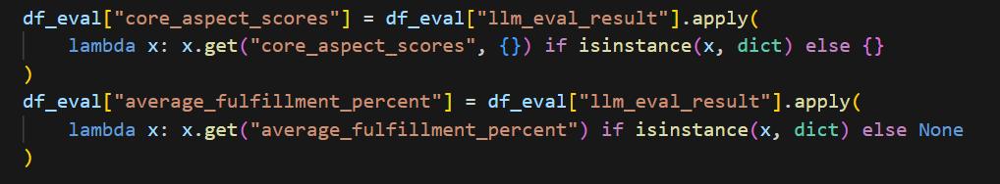 df_eval["core_aspect_scores"] = df_eval["llm_eval_result"].apply(
    lambda x: x.get("core_aspect_scores", {}) if isinstance(x, dict) else {}
)
df_eval["average_fulfillment_percent"] = df_eval["llm_eval_result"].apply(
    lambda x: x.get("average_fulfillment_percent") if isinstance(x, dict) else None
)